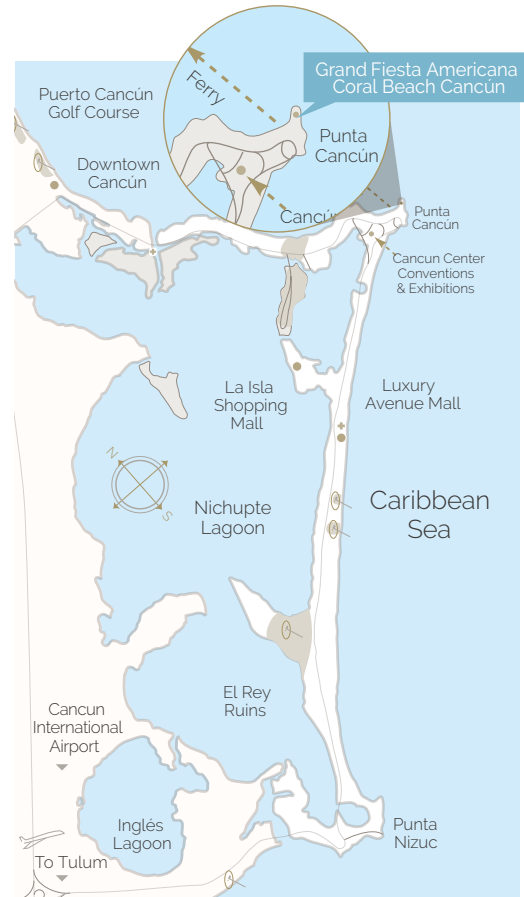 Grand Fiesta Americana
Coral Beach Cancún
Ferry
Puerto Cancún
Golf Course
Punta
Cancún
Downtown
Cancún
Punta
Cancún
Cancun Center
Conventions
& Exhibitions
La Isla
Shopping
Mall
Luxury
Avenue Mall
N
S
Nichupte
Lagoon
Caribbean
Sea
El Rey
Ruins
Cancun
International
Airport
Inglés
Lagoon
Punta
Nizuc
To Tulum